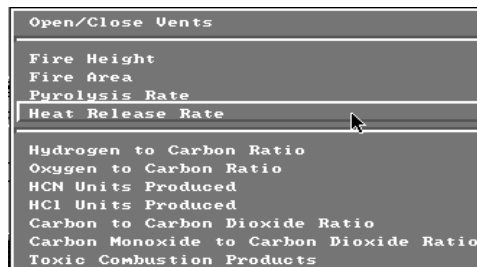 Open/Close Vents
Fire Height
Fire Area
Pyrolysis Rate
Heat Release Rate
Hydrogen to Carbon Ratio
Oxygen to Carbon Ratio
HCN Units Produced
HCl Units Produced
Carbon to Carbon Dioxide Ratio
Carbon Monoxide to Carbon Dioxide Ratio
Toxic Combustion Products